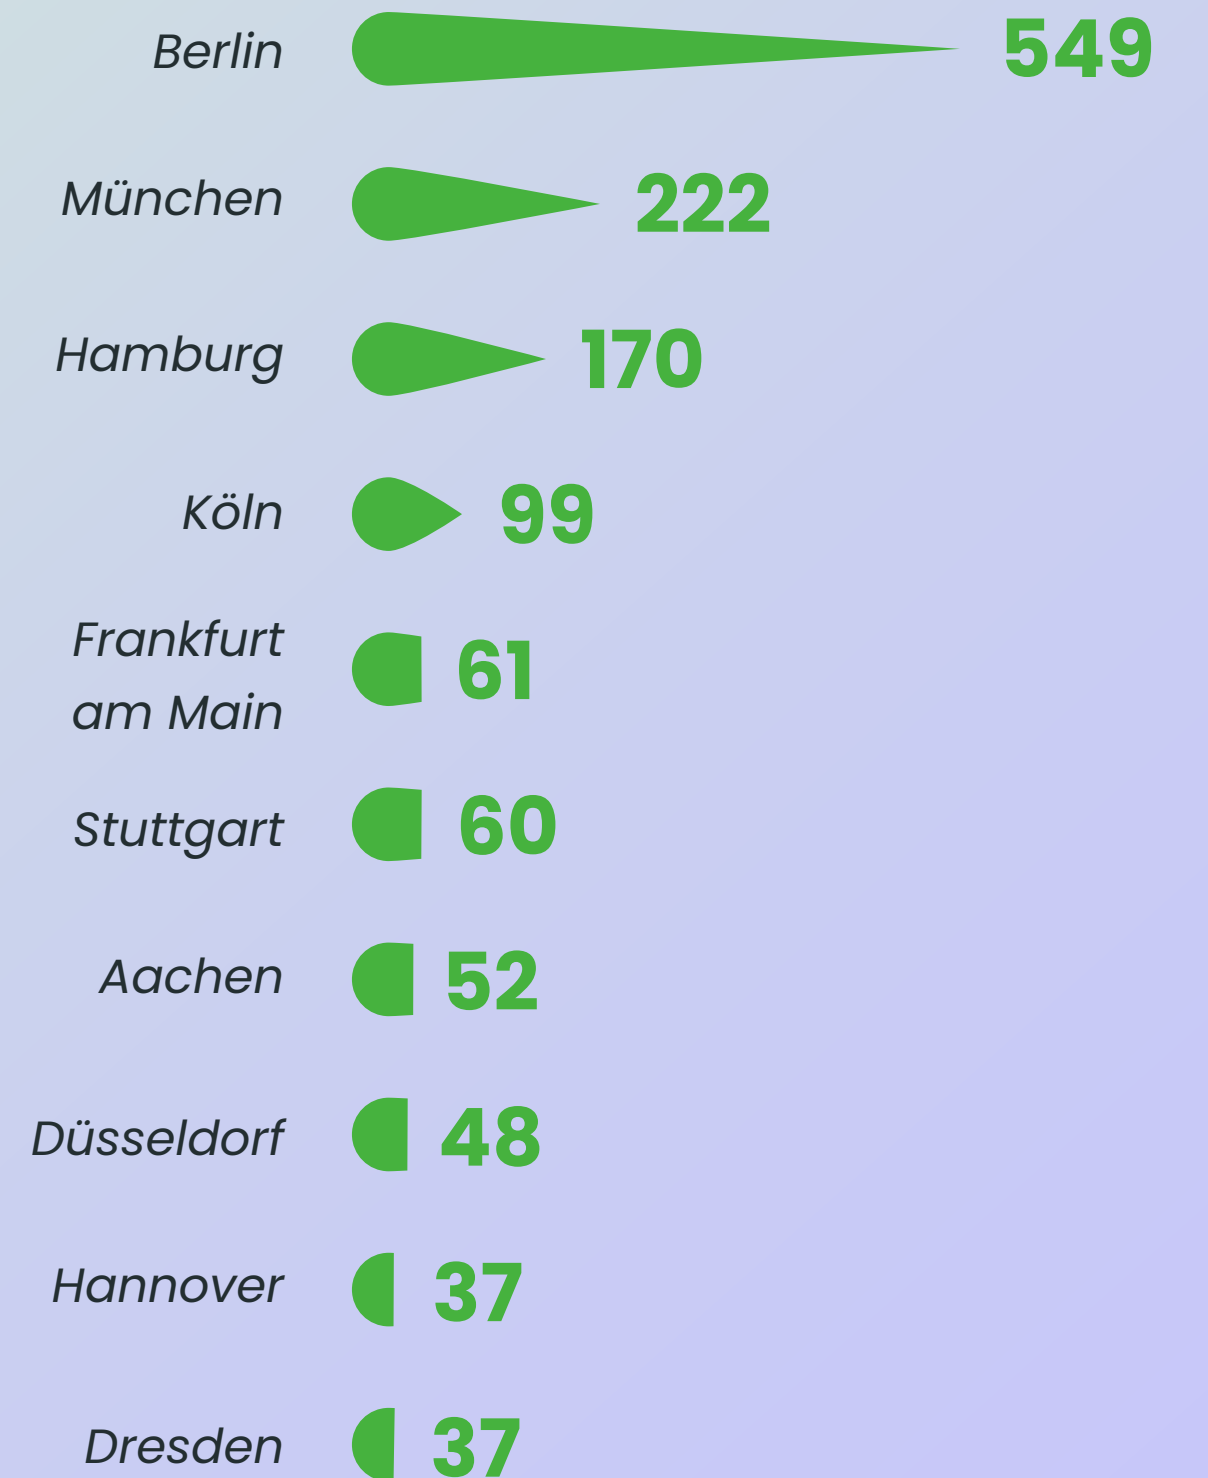 Berlin 549
München 222
Hamburg 170
Köln 99
Frankfurt
am Main 61
Stuttgart 60
Aachen 52
Düsseldorf 48
Hannover 37
Dresden 37